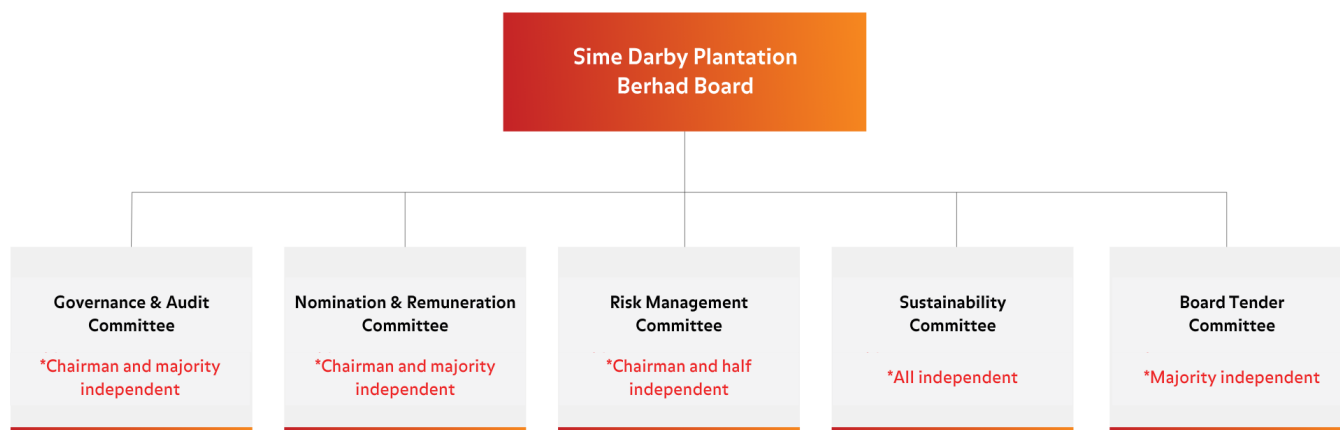 Sime Darby Plantation
Berhad Board
Governance & Audit
Committee
*Chairman and majority
independent
Nomination & Remuneration
Committee
*Chairman and majority
independent
Risk Management
Committee
*Chairman and half
independent
Sustainability
Committee
*All independent
Board Tender
Committee
*Majority independent